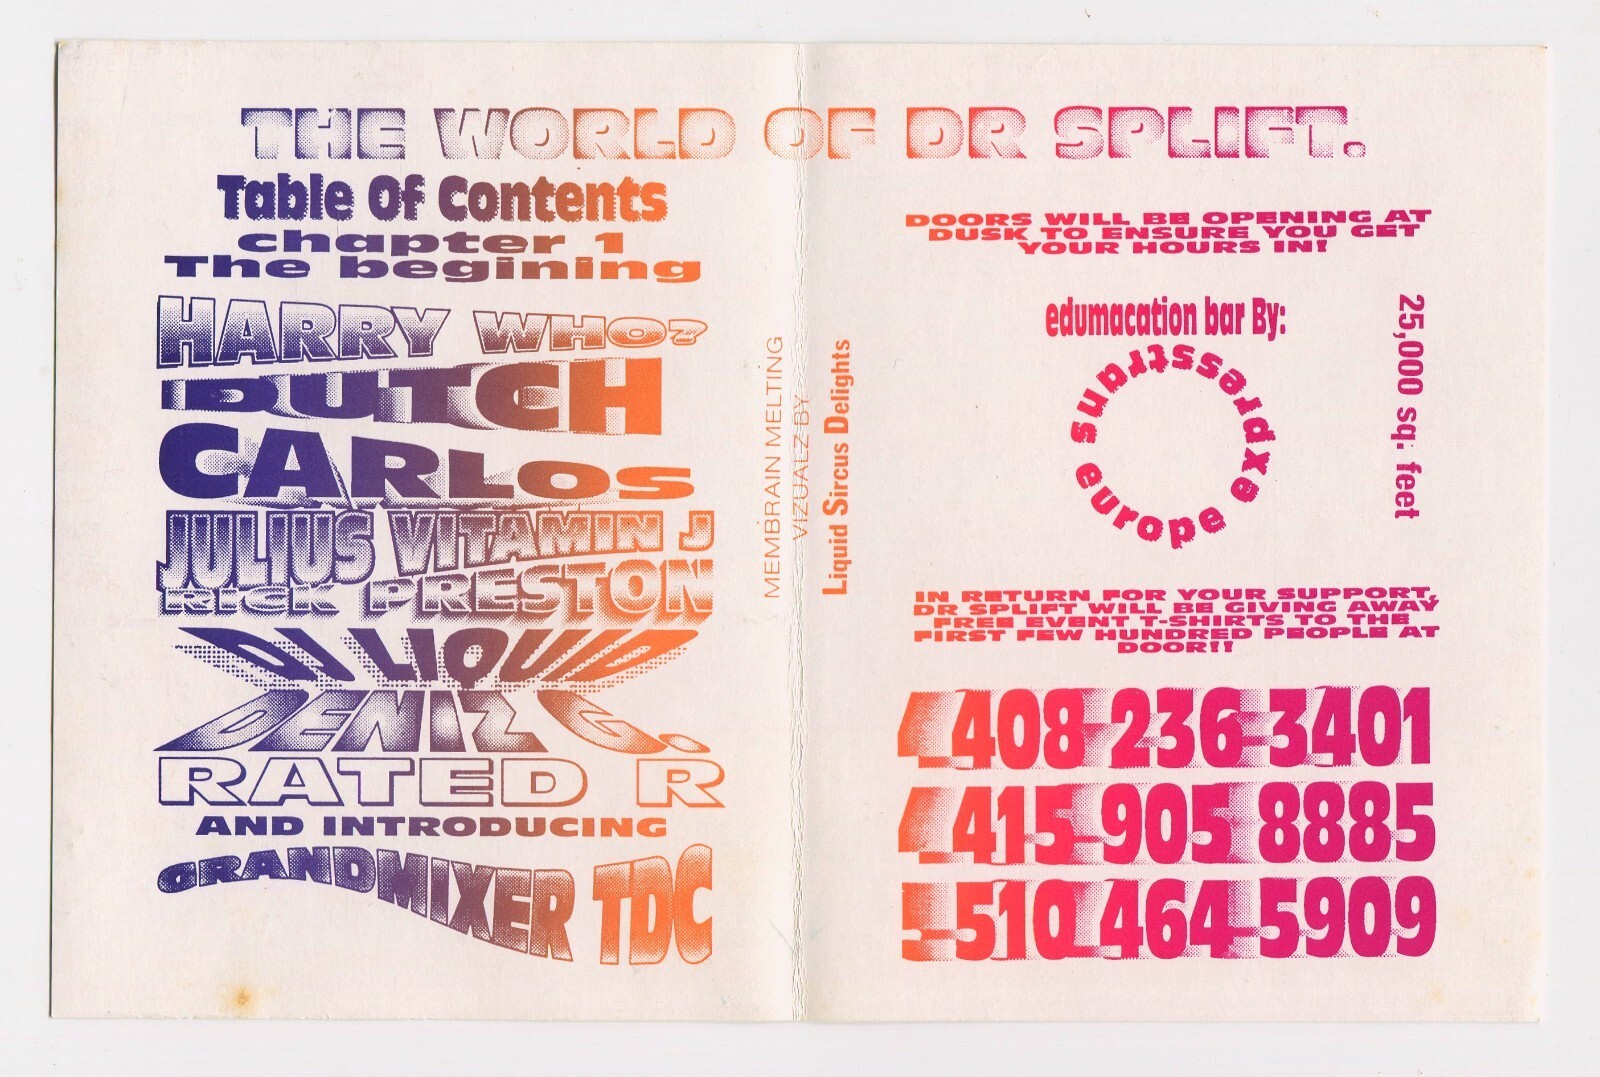 THE WORLD OF DR SPLIFT.
Table Of Contents
chapter 1
The begining
HARRY WHO?
DUTCH
CARLOS
JULIUS VITAMIN J
RICK PRESTON
DJ LIQUID
DENIZ G.
RATED R
AND INTRODUCING
GRANDMIXER TDC
MEMBRAIN MELTING
VIZUALZ BY
Liquid Sircus Delights
DOORS WILL BE OPENING AT
DUSK TO ENSURE YOU GET
YOUR HOURS IN!
edumacation bar By:
trans europe express
25,000 sq. feet
IN RETURN FOR YOUR SUPPORT,
DR SPLIFT WILL BE GIVING AWAY
FREE EVENT T-SHIRTS TO THE
FIRST FEW HUNDRED PEOPLE AT
DOOR!!
408-236-3401
415-905 8885
510 464-5909